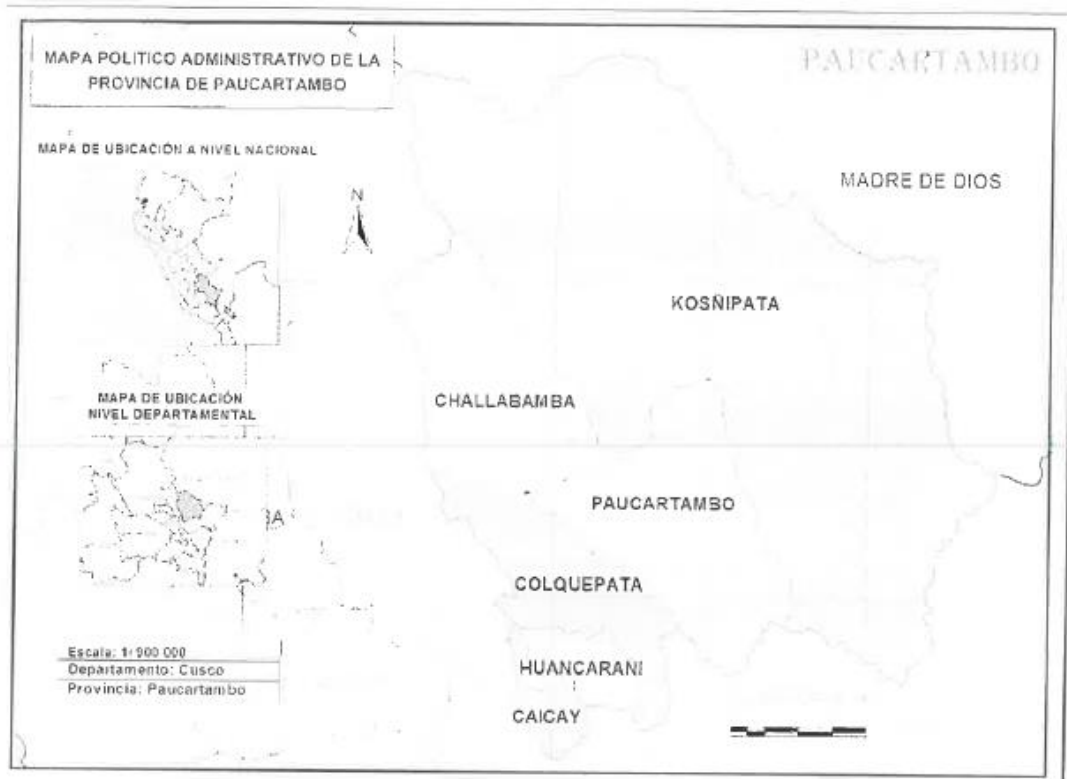 MAPA POLITICO ADMINISTRATIVO DE LA
PROVINCIA DE PAUCARTAMBO
PAUCARTAMBO
MAPA DE UBICACIÓN A NIVEL NACIONAL
N
MADRE DE DIOS
KOSÑIPATA
CHALLABAMBA
MAPA DE UBICACIÓN
NIVEL DEPARTAMENTAL
BA
PAUCARTAMBO
COLQUEPATA
HUANCARANI
CAICAY
Escala: 1/900 000
Departamento: Cusco
Provincia: Paucartambo